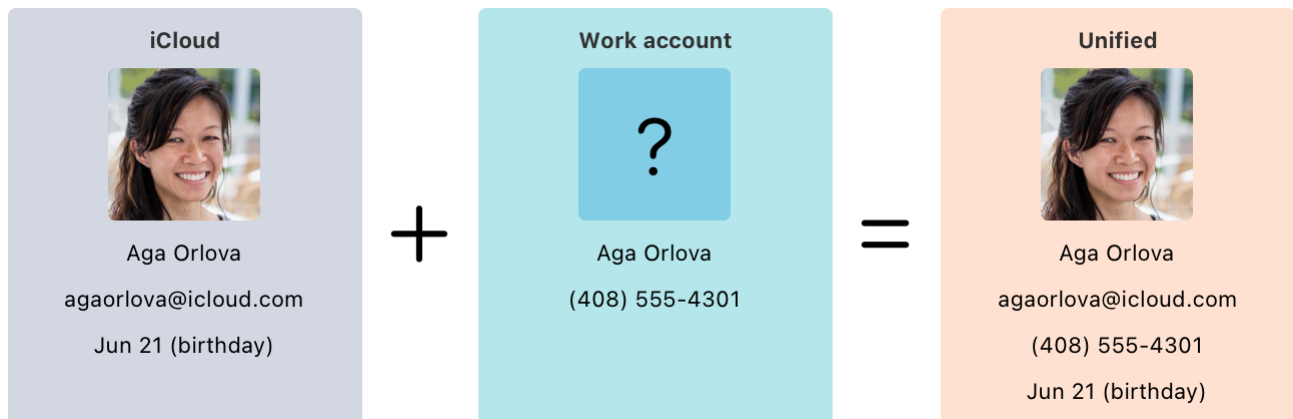 iCloud
Aga Orlova
agaorlova@icloud.com
Jun 21 (birthday)
+
Work account
?
Aga Orlova
(408) 555-4301
=
Unified
Aga Orlova
agaorlova@icloud.com
(408) 555-4301
Jun 21 (birthday)